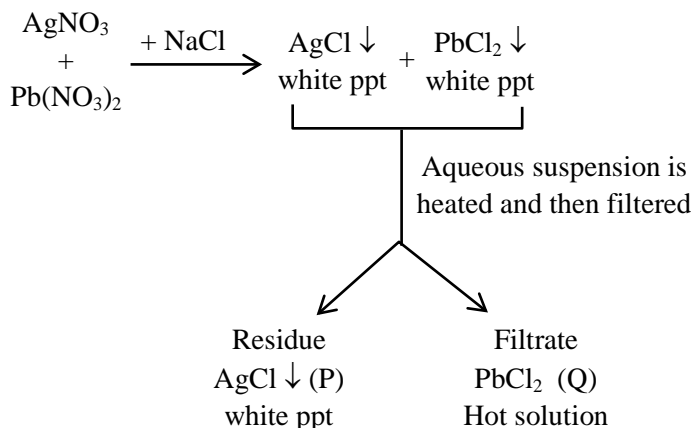 AgNO₃
+
Pb(NO₃)₂
+ NaCl
AgCl ↓ + PbCl₂ ↓
white ppt white ppt
Aqueous suspension is
heated and then filtered
Residue
AgCl ↓ (P)
white ppt
Filtrate
PbCl₂ (Q)
Hot solution